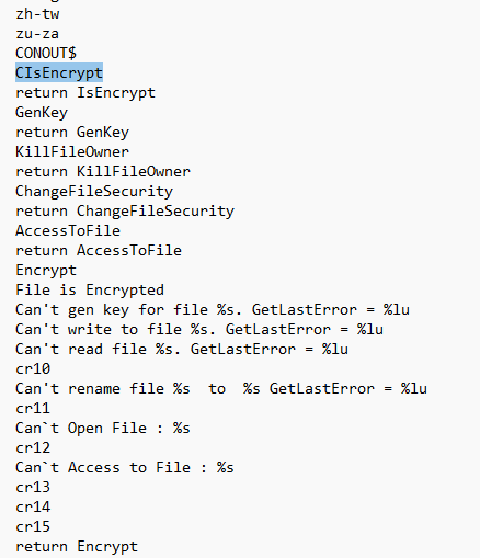 zh-tw
zu-za
CONOUT$
CIsEncrypt
return IsEncrypt
GenKey
return GenKey
KillFileOwner
return KillFileOwner
ChangeFileSecurity
return ChangeFileSecurity
AccessToFile
return AccessToFile
Encrypt
File is Encrypted
Can't gen key for file %s. GetLastError = %lu
Can't write to file %s. GetLastError = %lu
Can't read file %s. GetLastError = %lu
cr10
Can't rename file %s  to  %s GetLastError = %lu
cr11
Can`t Open File : %s
cr12
Can`t Access to File : %s
cr13
cr14
cr15
return Encrypt